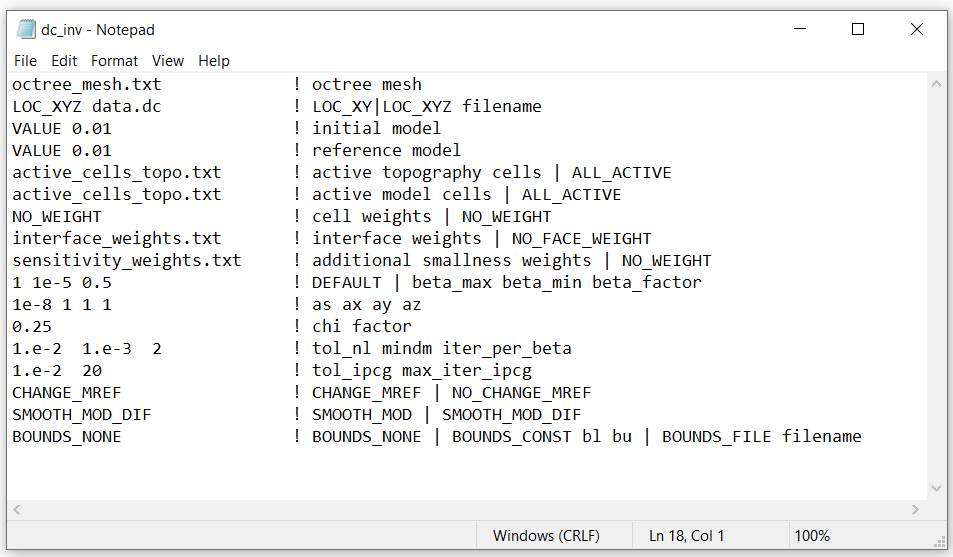 dc_inv - Notepad
File Edit Format View Help
octree_mesh.txt ! octree mesh
LOC_XYZ data.dc ! LOC_XY|LOC_XYZ filename
VALUE 0.01 ! initial model
VALUE 0.01 ! reference model
active_cells_topo.txt ! active topography cells | ALL_ACTIVE
active_cells_topo.txt ! active model cells | ALL_ACTIVE
NO_WEIGHT ! cell weights | NO_WEIGHT
interface_weights.txt ! interface weights | NO_FACE_WEIGHT
sensitivity_weights.txt ! additional smallness weights | NO_WEIGHT
1 1e-5 0.5 ! DEFAULT | beta_max beta_min beta_factor
1e-8 1 1 1 ! as ax ay az
0.25 ! chi factor
1.e-2 1.e-3 2 ! tol_nl mindm iter_per_beta
1.e-2 20 ! tol_ipcg max_iter_ipcg
CHANGE_MREF ! CHANGE_MREF | NO_CHANGE_MREF
SMOOTH_MOD_DIF ! SMOOTH_MOD | SMOOTH_MOD_DIF
BOUNDS_NONE ! BOUNDS_NONE | BOUNDS_CONST bl bu | BOUNDS_FILE filename
Windows (CRLF) Ln 18, Col 1 100%